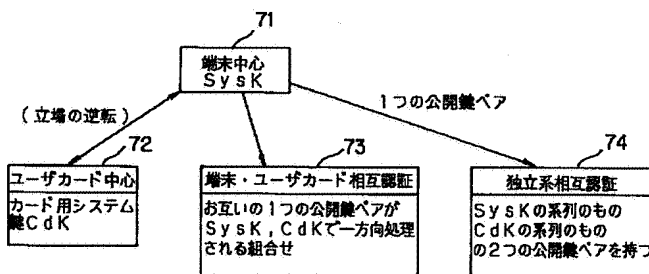 71
端末中心
SysK
(立場の逆転)
1つの公開鍵ペア
72
ユーザカード中心
カード用システム
鍵CdK
73
端末・ユーザカード相互認証
お互いの1つの公開鍵ペアが
SysK,CdKで一方向処理
される組合せ
74
独立系相互認証
SysKの系列のもの
CdKの系列のもの
の2つの公開鍵ペアを持つ